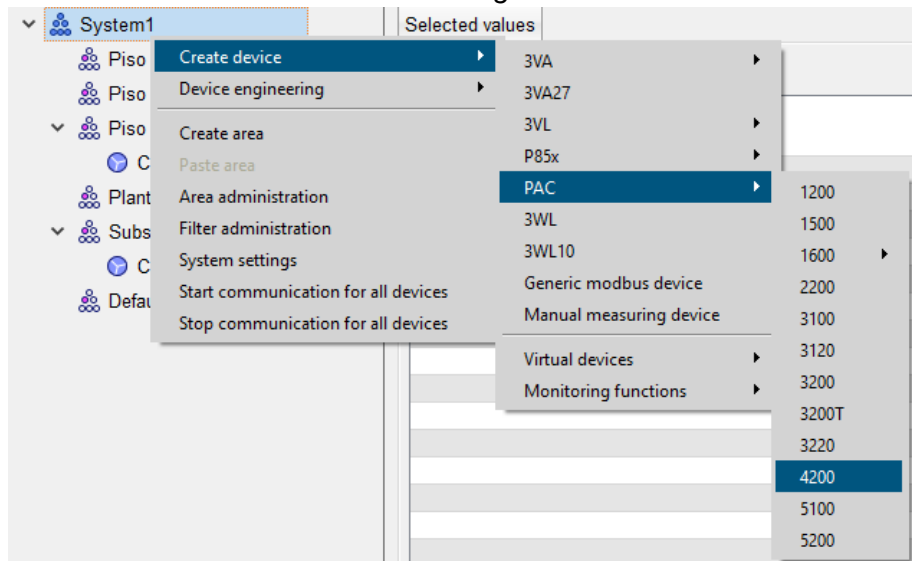 System1
Selected values
Piso
Piso
Piso
C
Plant
Subs
C
Create device
Device engineering
Create area
Paste area
Area administration
Filter administration
System settings
Start communication for all devices
Stop communication for all devices
3VA
3VA27
3VL
P85x
PAC
3WL
3WL10
Generic modbus device
Manual measuring device
Virtual devices
Monitoring functions
1200
1500
1600
2200
3100
3120
3200
3200T
3220
4200
5100
5200